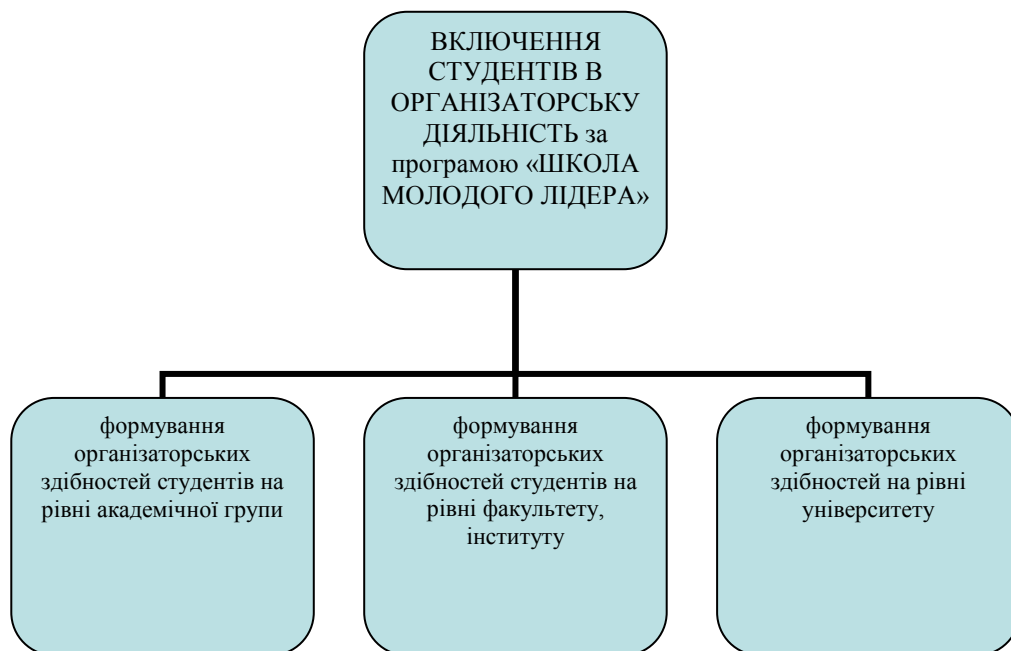 ВКЛЮЧЕННЯ
СТУДЕНТІВ В
ОРГАНІЗАТОРСЬКУ
ДІЯЛЬНІСТЬ за
програмою «ШКОЛА
МОЛОДОГО ЛІДЕРА»
формування
організаторських
здібностей студентів на
рівні академічної групи
формування
організаторських
здібностей студентів на
рівні факультету,
інституту
формування
організаторських
здібностей на рівні
університету